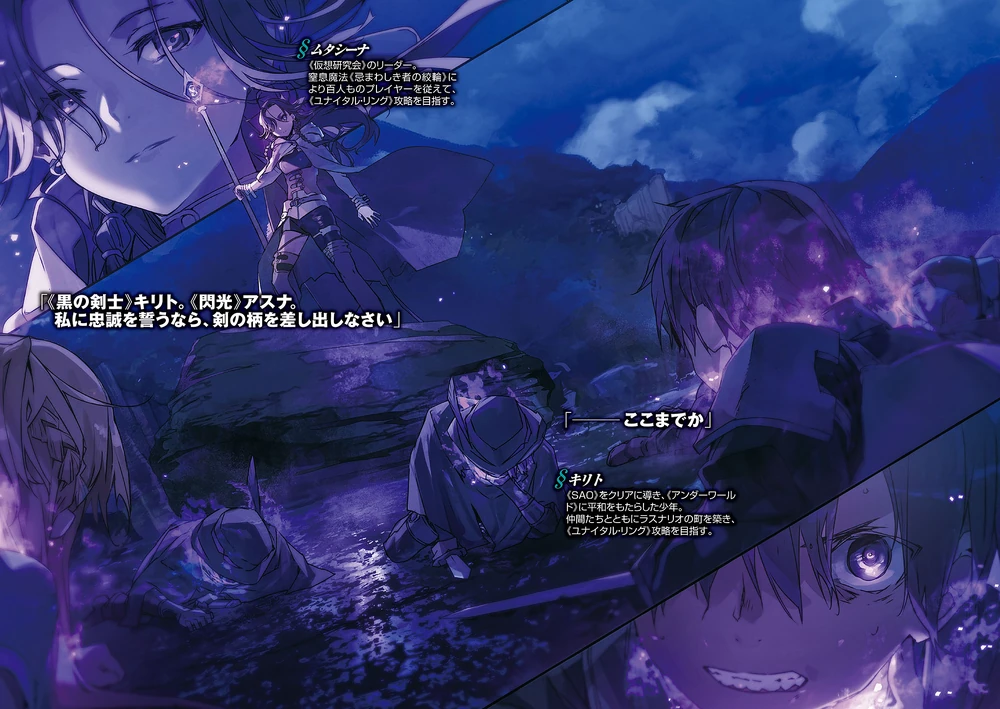 §ムタシーナ
《仮想研究会》のリーダー。
窒息魔法《忌まわしき者の絞輪》に
より百人ものプレイヤーを従えて、
《ユナイタル・リング》攻略を目指す。
「《黒の剣士》キリト。《閃光》アスナ。
私に忠誠を誓うなら、剣の柄を差し出しなさい」
「――ここまでか」
§キリト
《SAO》をクリアに導き、《アンダーワール
ド》に平和をもたらした少年。
仲間たちとともにラスナリオの町を築き、
《ユナイタル・リング》攻略を目指す。